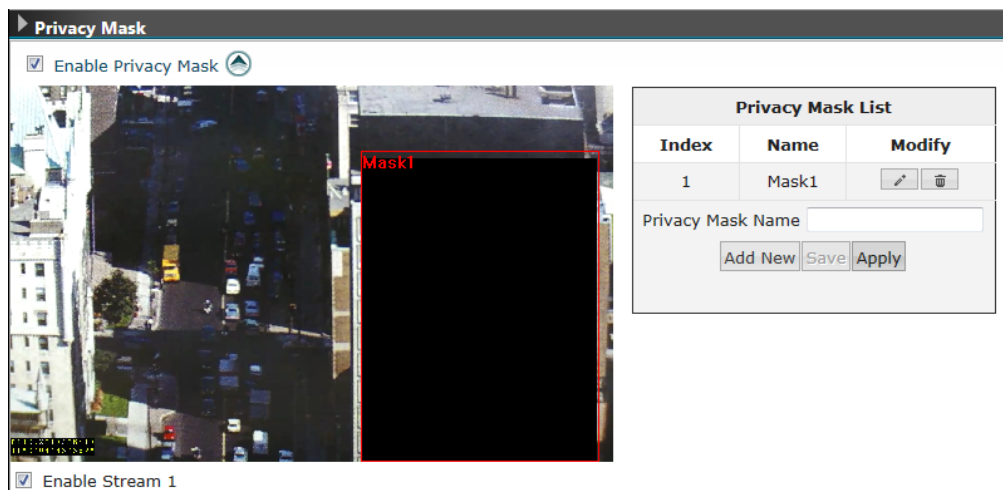 Privacy Mask
Enable Privacy Mask
Mask1
Privacy Mask List
Index Name Modify
1 Mask1
Privacy Mask Name
Add New Save Apply
Enable Stream 1